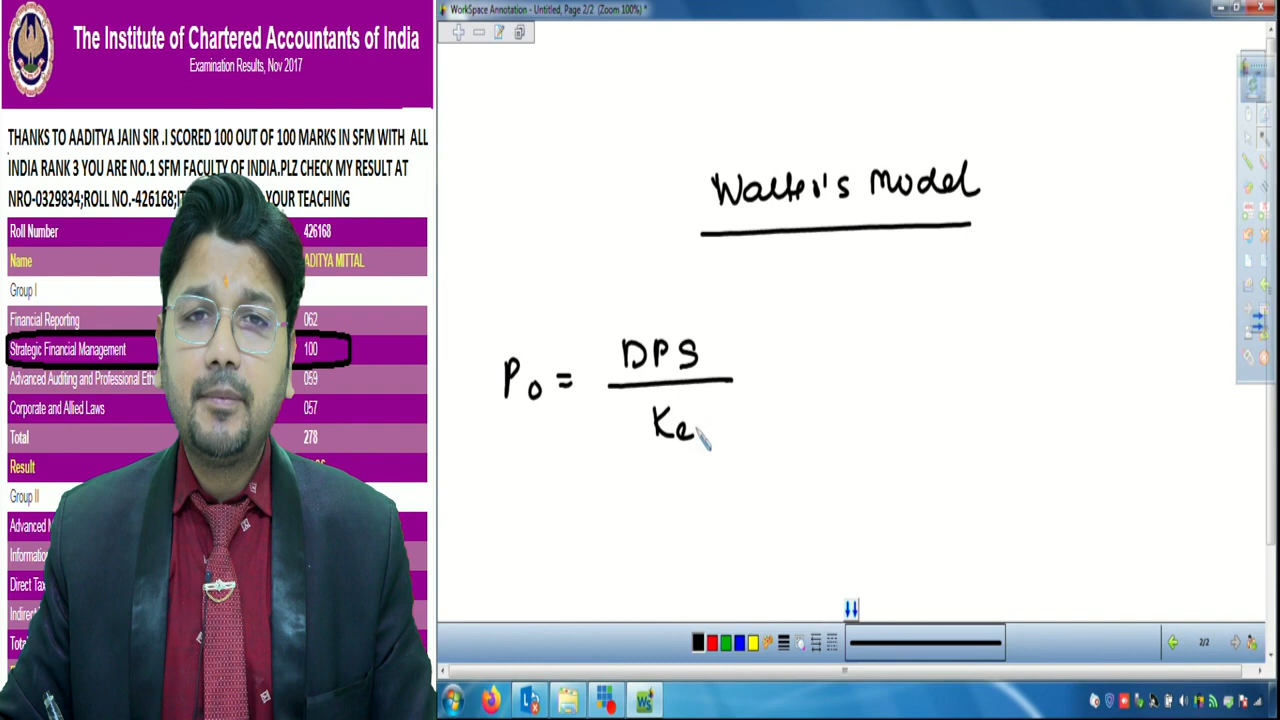 The Institute of Chartered Accountants of India
Examination Results, Nov 2017
THANKS TO AADITYA JAIN SIR .I SCORED 100 OUT OF 100 MARKS IN SFM WITH ALL
INDIA RANK 3 YOU ARE NO.1 SFM FACULTY OF INDIA.PLZ CHECK MY RESULT AT
NRO-0329834;ROLL NO.-426168;IT YOUR TEACHING
Roll Number 426168
Name ADITYA MITTAL
Group I
Financial Reporting 062
Strategic Financial Management 100
Advanced Auditing and Professional Eth 059
Corporate and Allied Laws 057
Total 278
Result
Group II
Advanced M
Information
Direct Tax
Indirect
Tota
WorkSpace Annotation - Untitled, Page 2/2 (Zoom 100%) *
Walter's Model
P0 = DPS
Ke
2/2